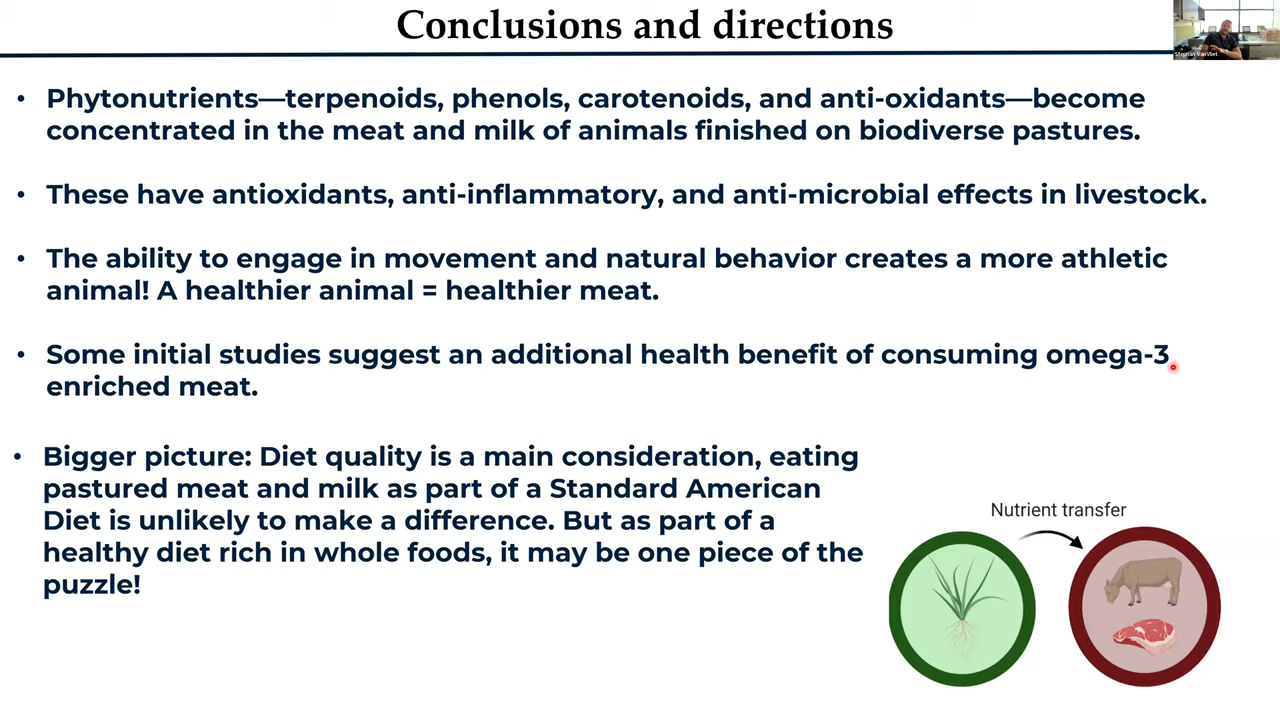 Conclusions and directions
Stephan Van Vliet
• Phytonutrients—terpenoids, phenols, carotenoids, and anti-oxidants—become
concentrated in the meat and milk of animals finished on biodiverse pastures.
• These have antioxidants, anti-inflammatory, and anti-microbial effects in livestock.
• The ability to engage in movement and natural behavior creates a more athletic
animal! A healthier animal = healthier meat.
• Some initial studies suggest an additional health benefit of consuming omega-3
enriched meat.
• Bigger picture: Diet quality is a main consideration, eating
pastured meat and milk as part of a Standard American
Diet is unlikely to make a difference. But as part of a
healthy diet rich in whole foods, it may be one piece of the
puzzle!
Nutrient transfer